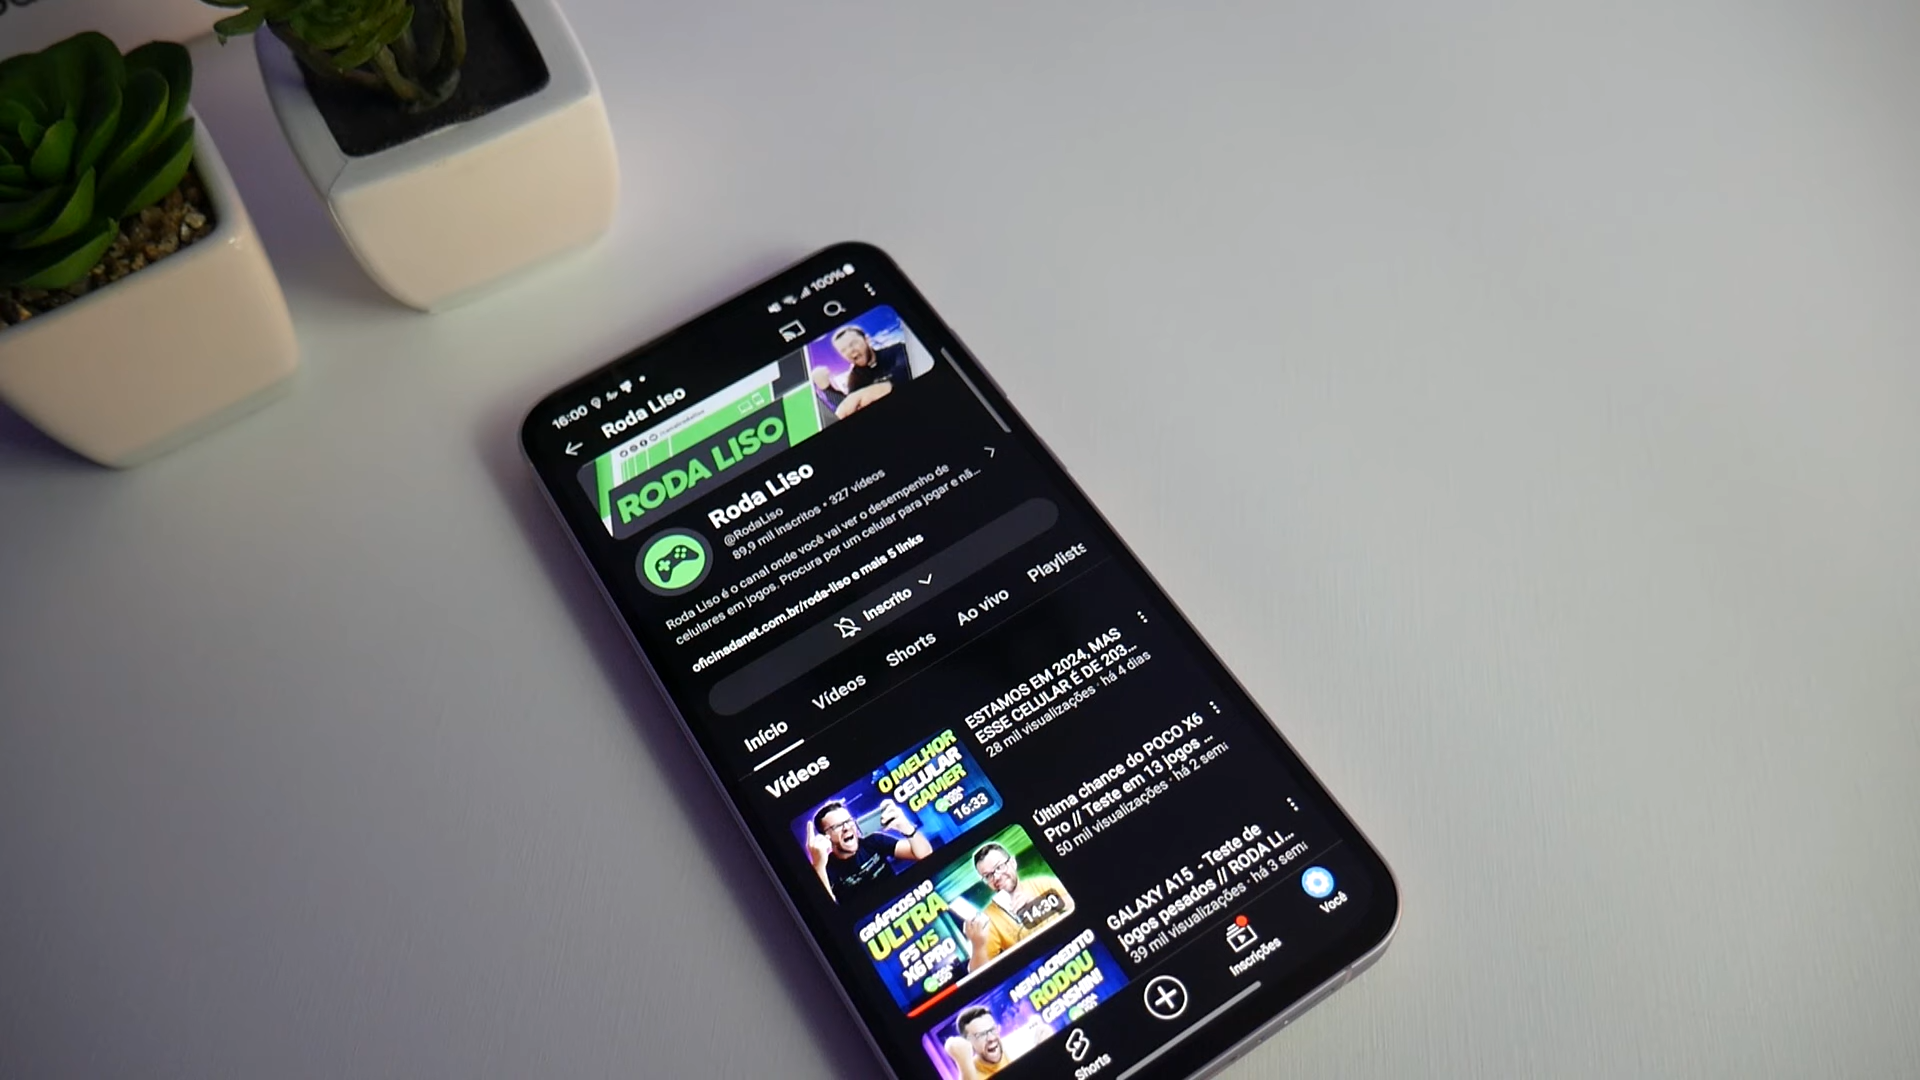 16:00
100%
Roda Liso
RODA LISO
Roda Liso
@RodaLiso
89,9 mil inscritos • 327 vídeos
Roda Liso é o canal onde você vai ver o desempenho de
celulares em jogos. Procura por um celular para jogar e nã...
oficinadanet.com.br/roda-liso e mais 5 links
Inscrito
Início
Vídeos
Shorts
Ao vivo
Playlists
Vídeos
O MELHOR
CELULAR
GAMER
16:33
ESTAMOS EM 2024, MAS
ESSE CELULAR É DE 203...
28 mil visualizações · há 4 dias
GRÁFICOS NO
ULTRA
F5 VS
X6 PRO
14:30
Última chance do POCO X6
Pro // Teste em 13 jogos ...
50 mil visualizações · há 2 semi
NEM ACREDITO
RODOU
GENSHIN!
GALAXY A15 - Teste de
jogos pesados // RODA LI...
39 mil visualizações · há 3 sema
Shorts
Inscrições
Você